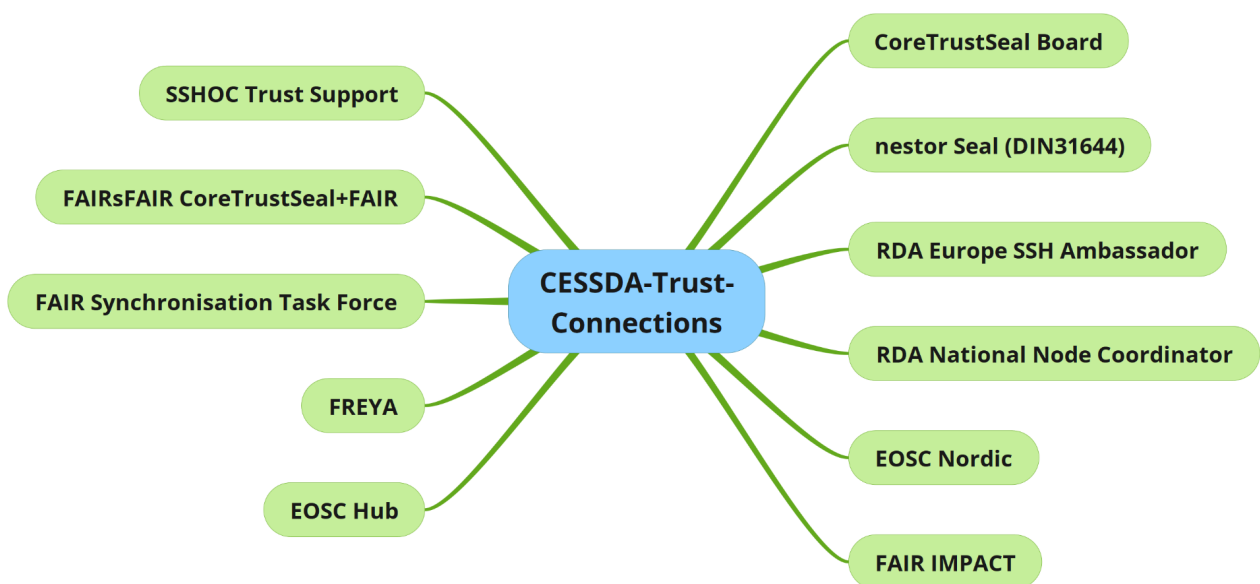 CoreTrustSeal Board
SSHOC Trust Support
nestor Seal (DIN31644)
FAIRsFAIR CoreTrustSeal+FAIR
RDA Europe SSH Ambassador
CESSDA-Trust-
Connections
FAIR Synchronisation Task Force
RDA National Node Coordinator
FREYA
EOSC Nordic
EOSC Hub
FAIR IMPACT